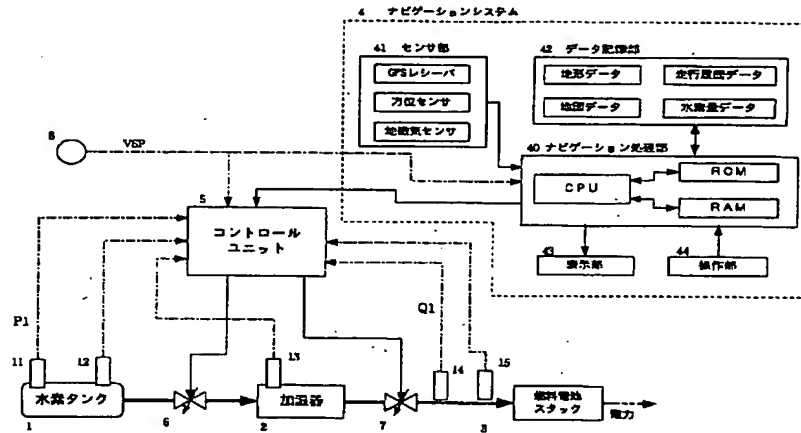 4 ナビゲーションシステム
41 センサ部
GPSレシーバ
方位センサ
地磁気センサ
42 データ記憶部
地形データ
走行履歴データ
地図データ
水素量データ
8
VSP
40 ナビゲーション処理部
CPU
ROM
RAM
5
コントロール
ユニット
43
表示部
44
操作部
P1
Q1
11
12
13
14
15
水素タンク
加湿器
燃料電池
スタック
電力
1
6
2
7
3